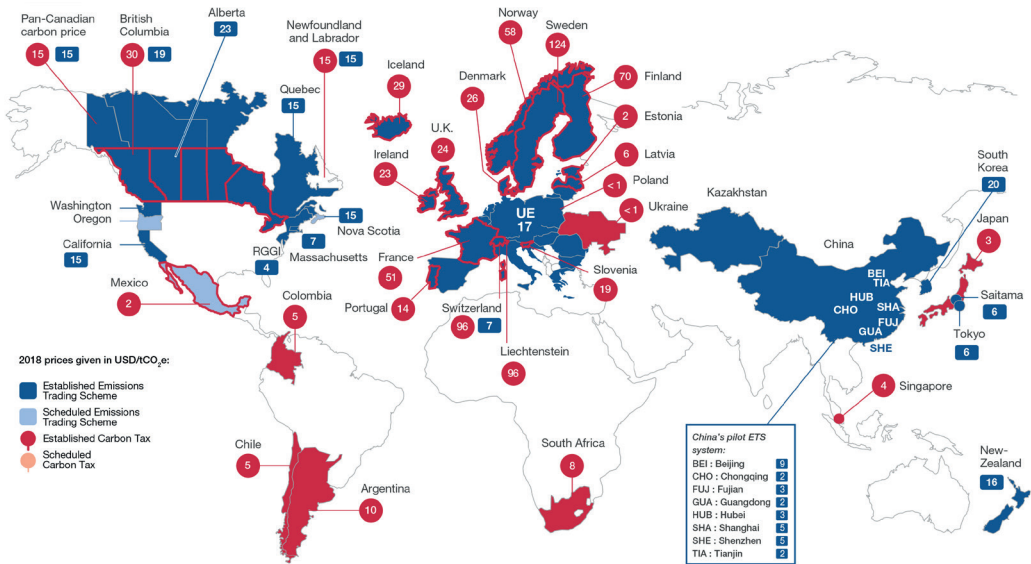 Pan-Canadian
carbon price
15 15
British
Columbia
30 19
Alberta
23
Newfoundland
and Labrador
15 15
Quebec
15
Washington
Oregon
California
15
Nova Scotia
15
Massachusetts
7
RGGI
4
Mexico
2
Colombia
5
Chile
5
Argentina
10
Iceland
29
U.K.
24
Ireland
23
Norway
58
Sweden
124
Denmark
26
Finland
70
Estonia
2
Latvia
6
Poland
<1
Ukraine
<1
UE
17
France
51
Portugal
14
Switzerland
96 7
Liechtenstein
96
Slovenia
19
South Africa
8
Kazakhstan
China
BEI
TIA
HUB
CHO
SHA
FUJ
GUA
SHE
South
Korea
20
Japan
3
Saitama
6
Tokyo
6
Singapore
4
New-
Zealand
16
2018 prices given in USD/tCO₂e:
Established Emissions
Trading Scheme
Scheduled Emissions
Trading Scheme
Established Carbon Tax
Scheduled
Carbon Tax
China's pilot ETS
system:
BEI : Beijing 9
CHO : Chongqing 2
FUJ : Fujian 3
GUA : Guangdong 2
HUB : Hubei 3
SHA : Shanghai 5
SHE : Shenzhen 5
TIA : Tianjin 2